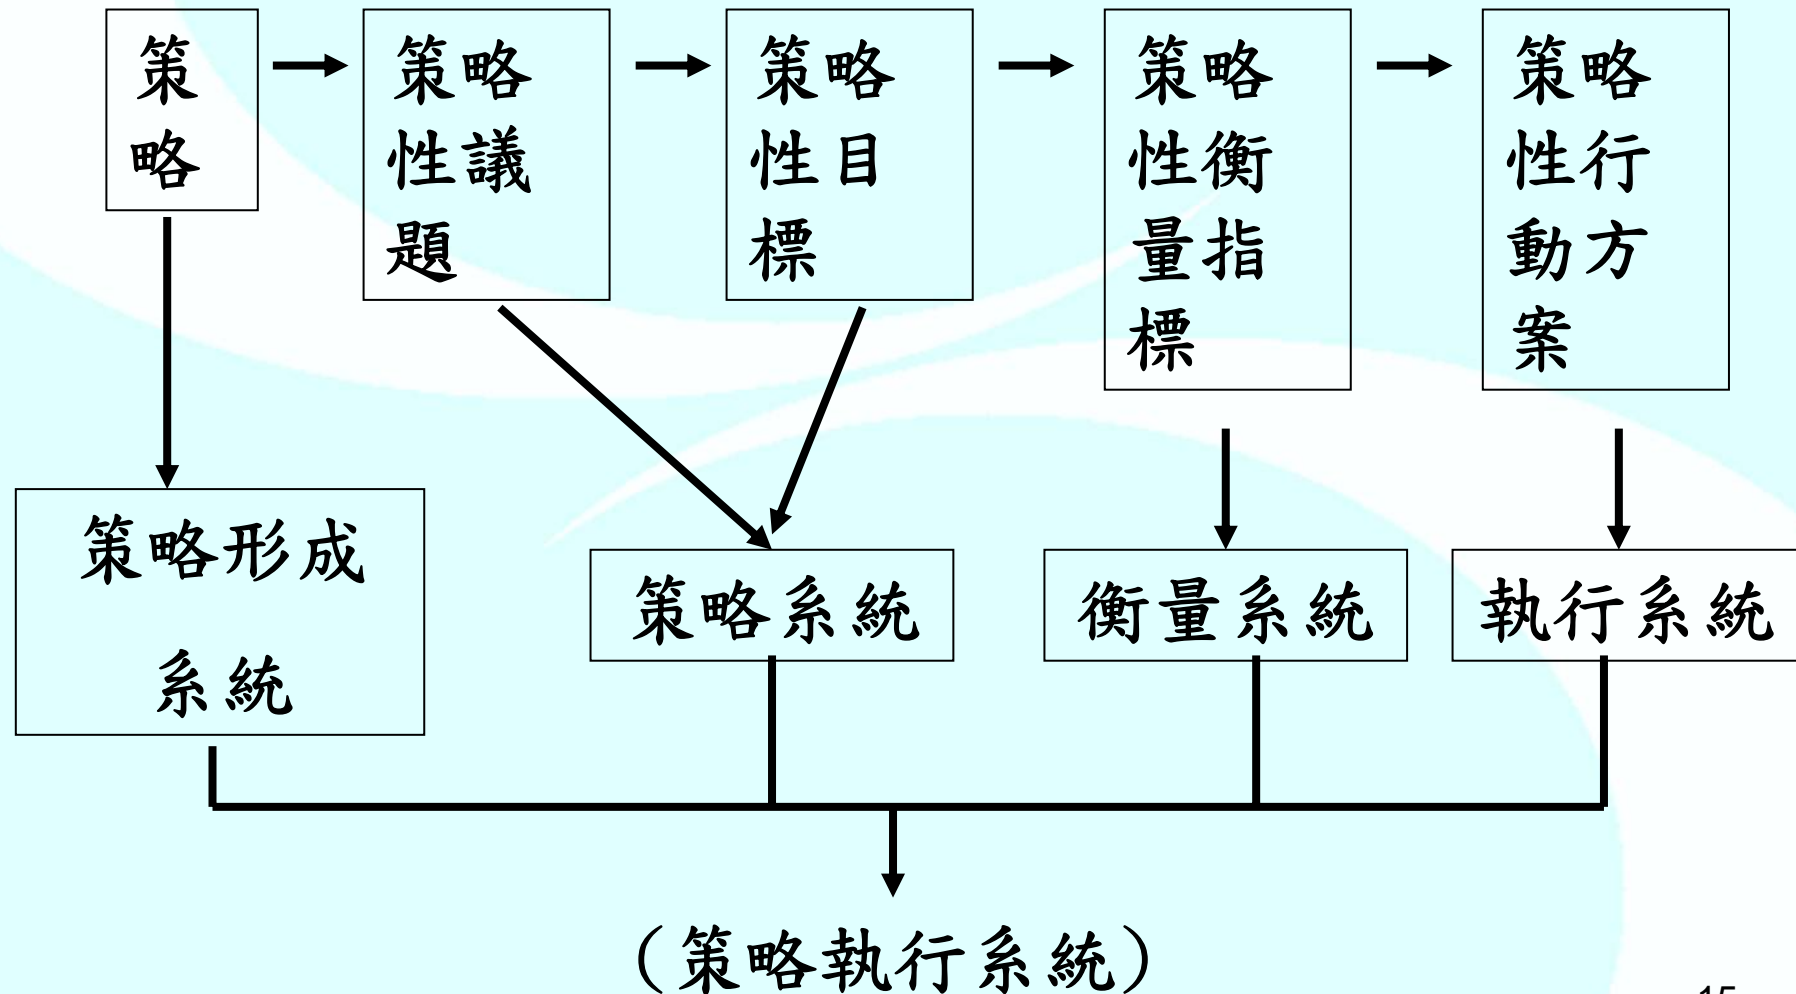 策
略
策略
性議
題
策略
性目
標
策略
性衡
量指
標
策略
性行
動方
案
策略形成
系統
策略系統
衡量系統
執行系統
（策略執行系統）
15